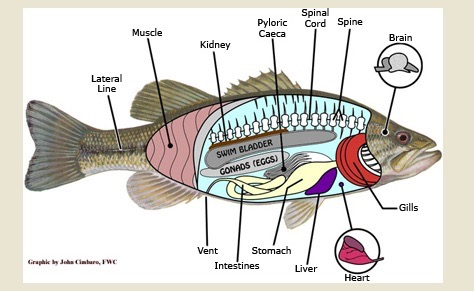 Spinal
Cord
Spine
Pyloric
Caeca
Muscle
Kidney
Brain
Lateral
Line
SWIM BLADDER
GONADS (EGGS)
Gills
Vent
Stomach
Intestines
Liver
Heart
Graphic by John Cimbaro, FWC